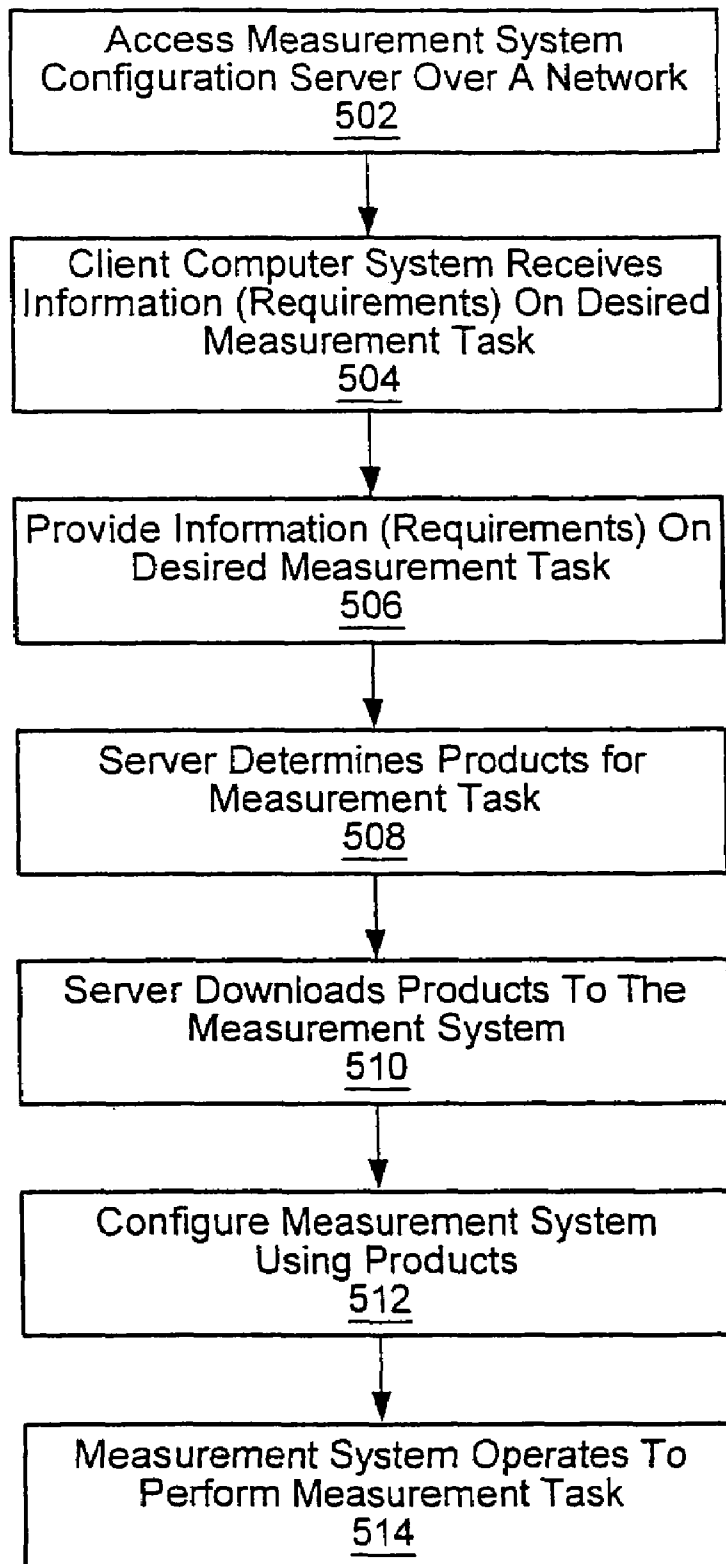 Access Measurement System
Configuration Server Over A Network
502
Client Computer System Receives
Information (Requirements) On Desired
Measurement Task
504
Provide Information (Requirements) On
Desired Measurement Task
506
Server Determines Products for
Measurement Task
508
Server Downloads Products To The
Measurement System
510
Configure Measurement System
Using Products
512
Measurement System Operates To
Perform Measurement Task
514